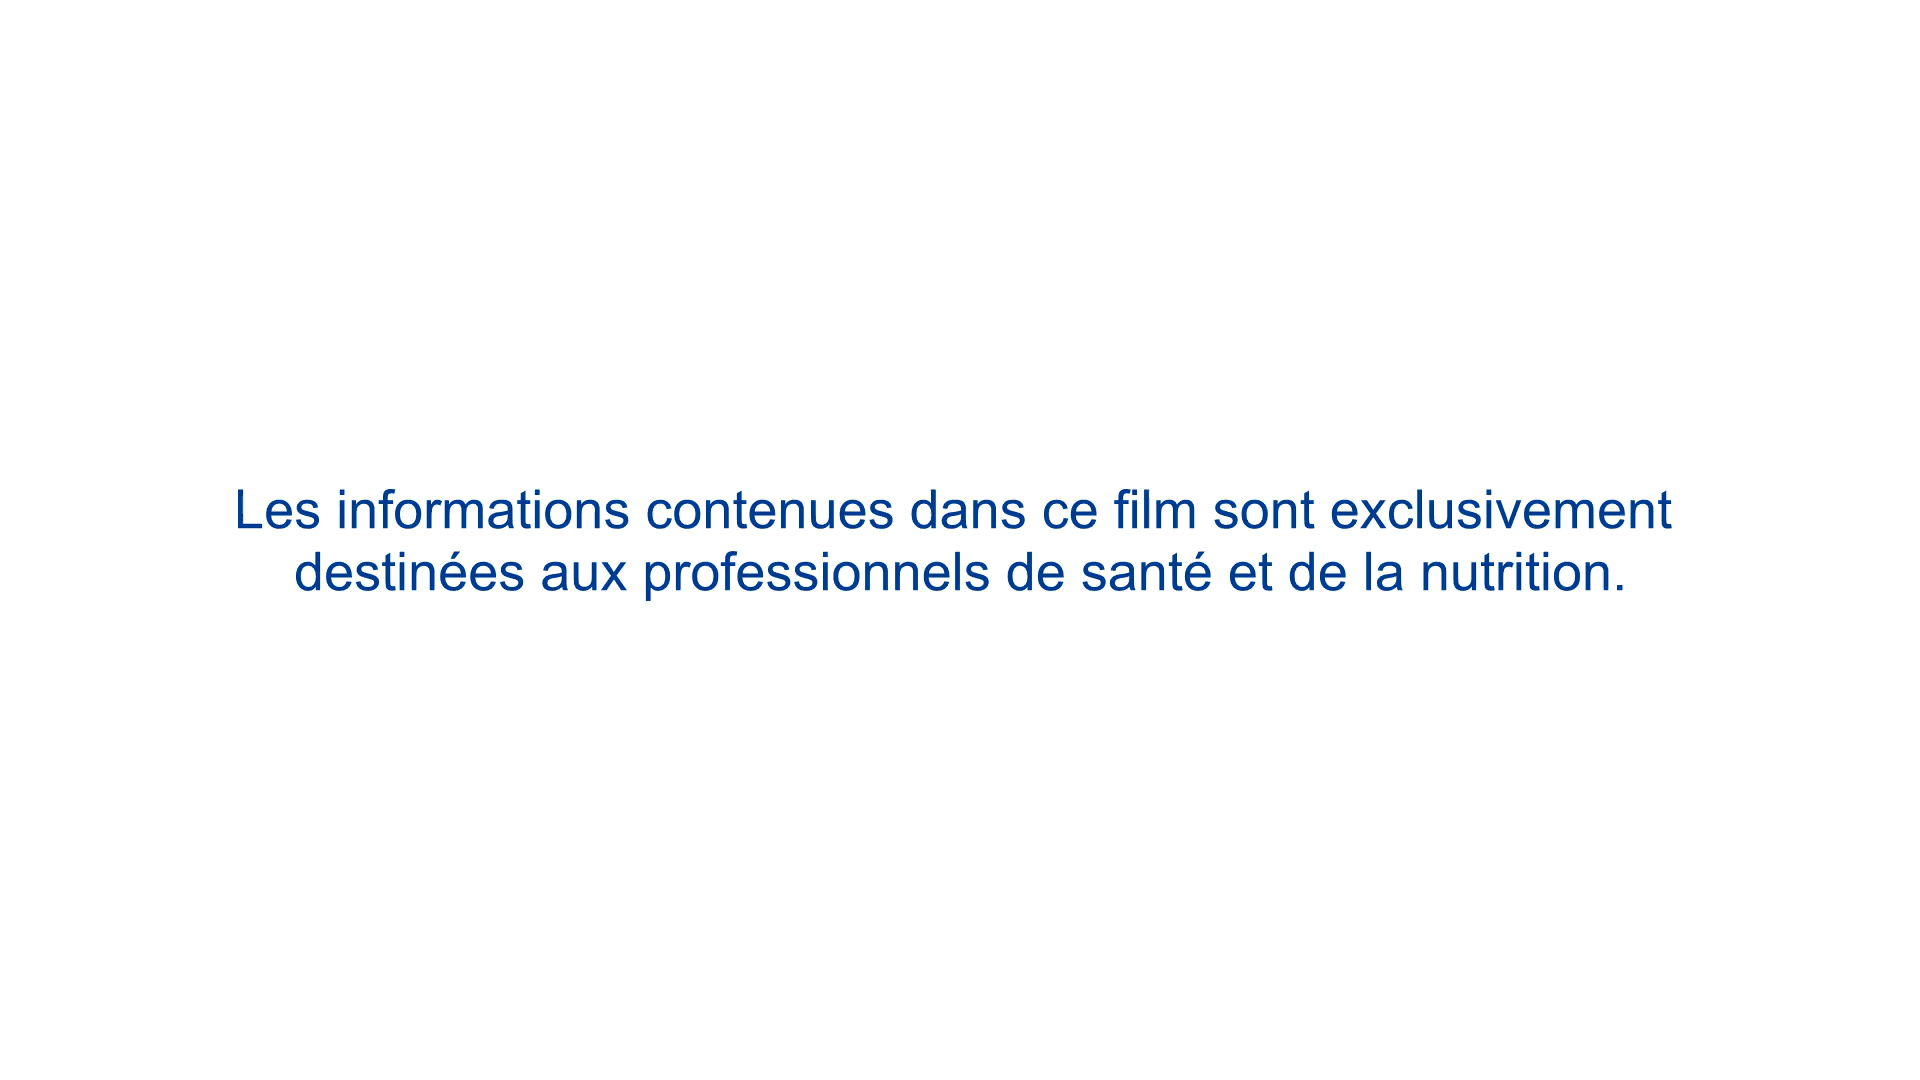 Les informations contenues dans ce film sont exclusivement
destinées aux professionnels de santé et de la nutrition.